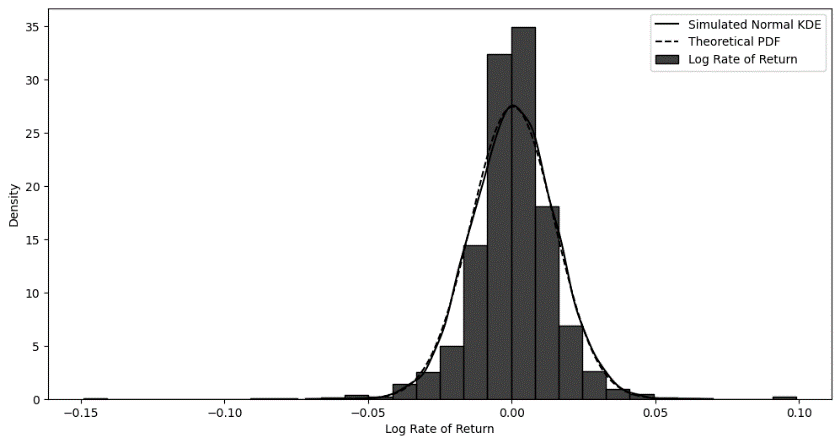 Simulated Normal KDE
Theoretical PDF
Log Rate of Return
35
30
25
20
15
10
5
0
Density
−0.15
−0.10
−0.05
0.00
0.05
0.10
Log Rate of Return